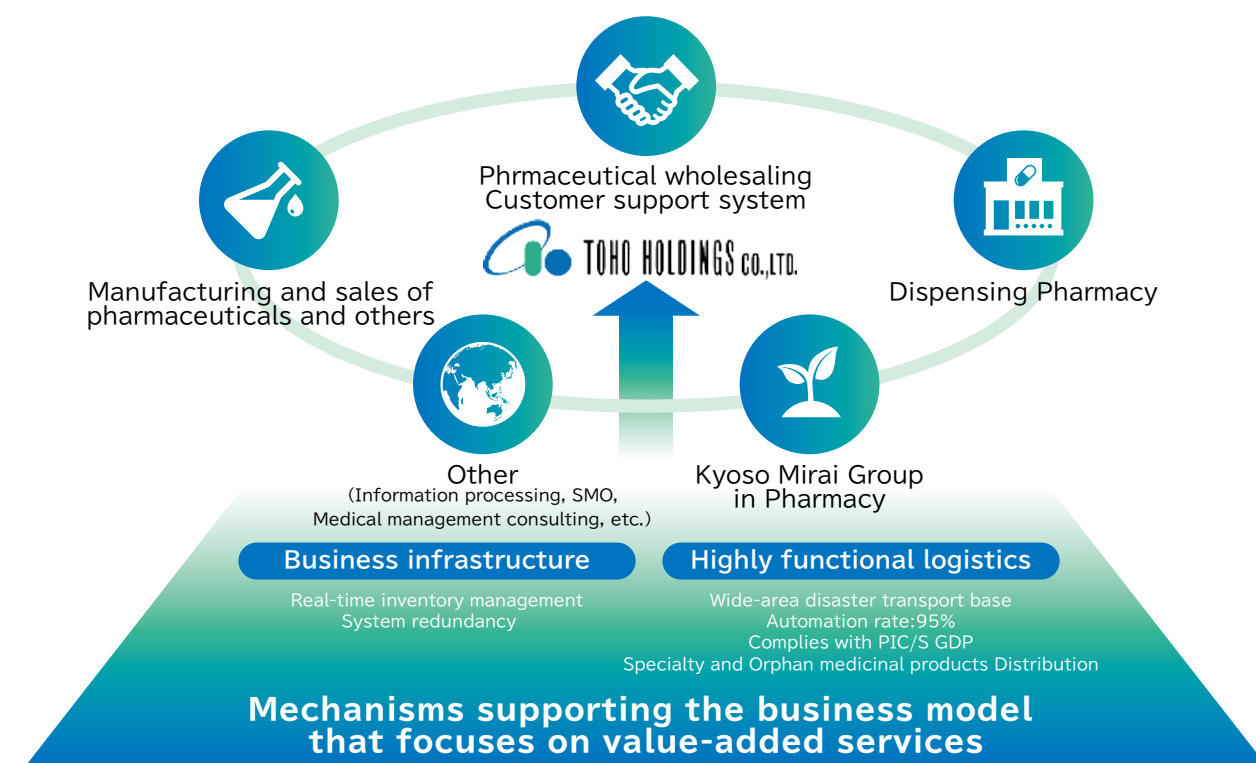 Phrmaceutical wholesaling
Customer support system
TOHO HOLDINGS CO.,LTD.
Manufacturing and sales of
pharmaceuticals and others
Dispensing Pharmacy
Other
(Information processing, SMO,
Medical management consulting, etc.)
Kyoso Mirai Group
in Pharmacy
Business infrastructure
Real-time inventory management
System redundancy
Highly functional logistics
Wide-area disaster transport base
Automation rate:95%
Complies with PIC/S GDP
Specialty and Orphan medicinal products Distribution
Mechanisms supporting the business model
that focuses on value-added services